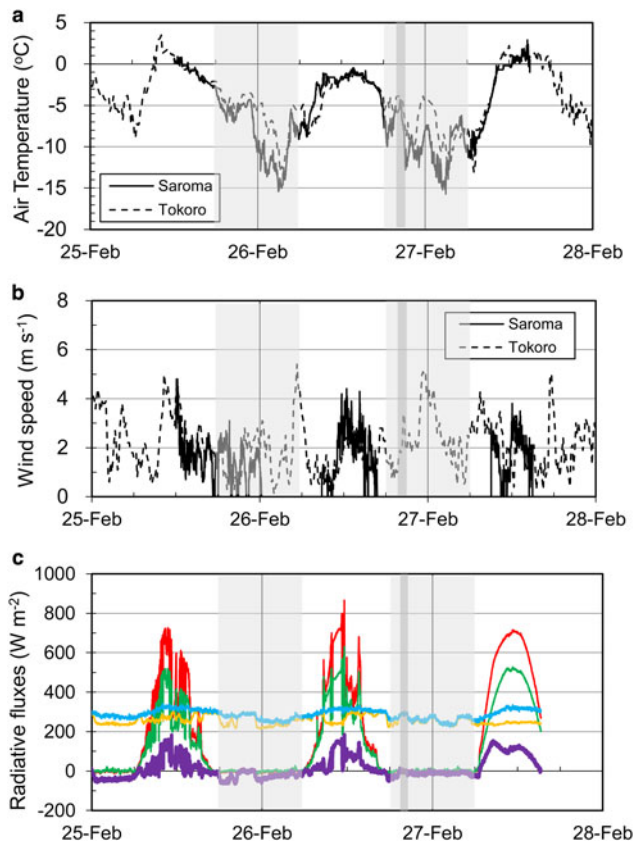 a
5
0
-5
-10
-15
-20
Air Temperature (°C)
Saroma
Tokoro
25-Feb 26-Feb 27-Feb 28-Feb
b
8
6
4
2
0
Wind speed (m s⁻¹)
Saroma
Tokoro
25-Feb 26-Feb 27-Feb 28-Feb
c
1000
800
600
400
200
0
-200
Radiative fluxes (W m⁻²)
25-Feb 26-Feb 27-Feb 28-Feb